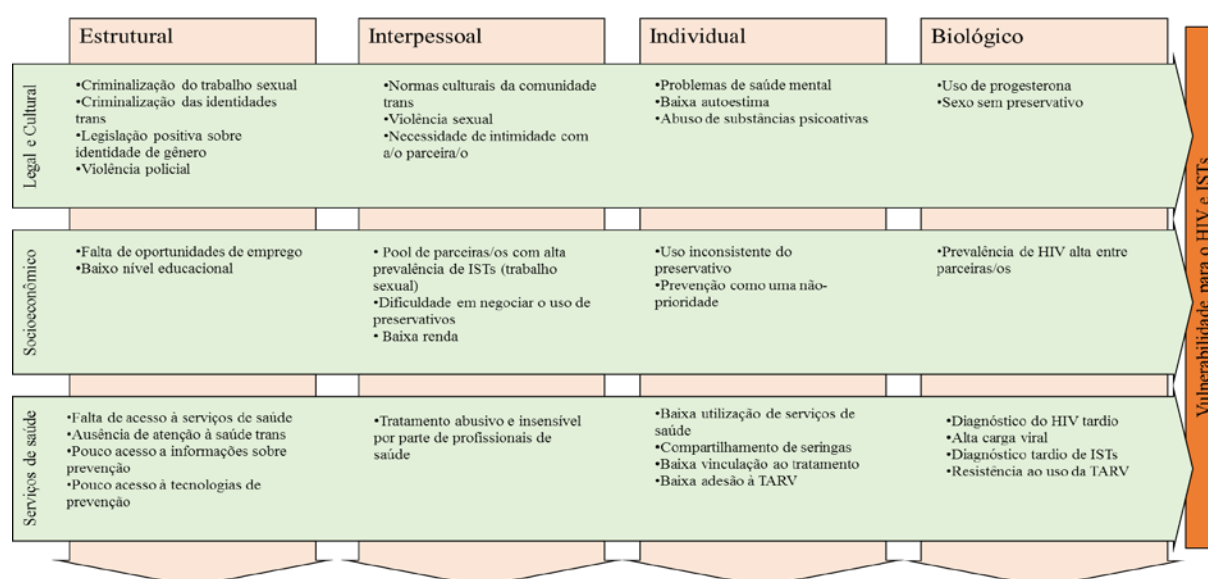 Estrutural
Interpessoal
Individual
Biológico
Legal e Cultural
•Criminalização do trabalho sexual
•Criminalização das identidades
trans
•Legislação positiva sobre
identidade de gênero
•Violência policial
•Normas culturais da comunidade
trans
•Violência sexual
•Necessidade de intimidade com
a/o parceira/o
•Problemas de saúde mental
•Baixa autoestima
•Abuso de substâncias psicoativas
•Uso de progesterona
•Sexo sem preservativo
Socioeconômico
•Falta de oportunidades de emprego
•Baixo nível educacional
• Pool de parceiras/os com alta
prevalência de ISTs (trabalho
sexual)
•Dificuldade em negociar o uso de
preservativos
• Baixa renda
•Uso inconsistente do
preservativo
•Prevenção como uma não-
prioridade
•Prevalência de HIV alta entre
parceiras/os
Serviços de saúde
•Falta de acesso à serviços de saúde
•Ausência de atenção à saúde trans
•Pouco acesso a informações sobre
prevenção
•Pouco acesso à tecnologias de
prevenção
•Tratamento abusivo e insensível
por parte de profissionais de
saúde
•Baixa utilização de serviços de
saúde
•Compartilhamento de seringas
•Baixa vinculação ao tratamento
•Baixa adesão à TARV
•Diagnóstico do HIV tardio
•Alta carga viral
•Diagnóstico tardio de ISTs
•Resistência ao uso da TARV
Vulnerabilidade para o HIV e ISTs